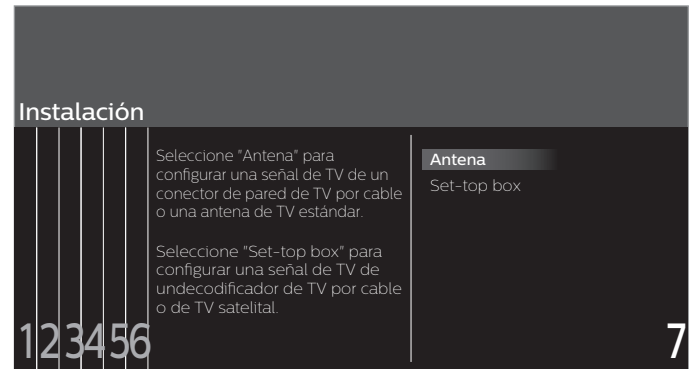 Instalación
Seleccione "Antena" para
configurar una señal de TV de un
conector de pared de TV por cable
o una antena de TV estándar.
Seleccione "Set-top box" para
configurar una señal de TV de
undecodificador de TV por cable
o de TV satelital.
Antena
Set-top box
123456
7